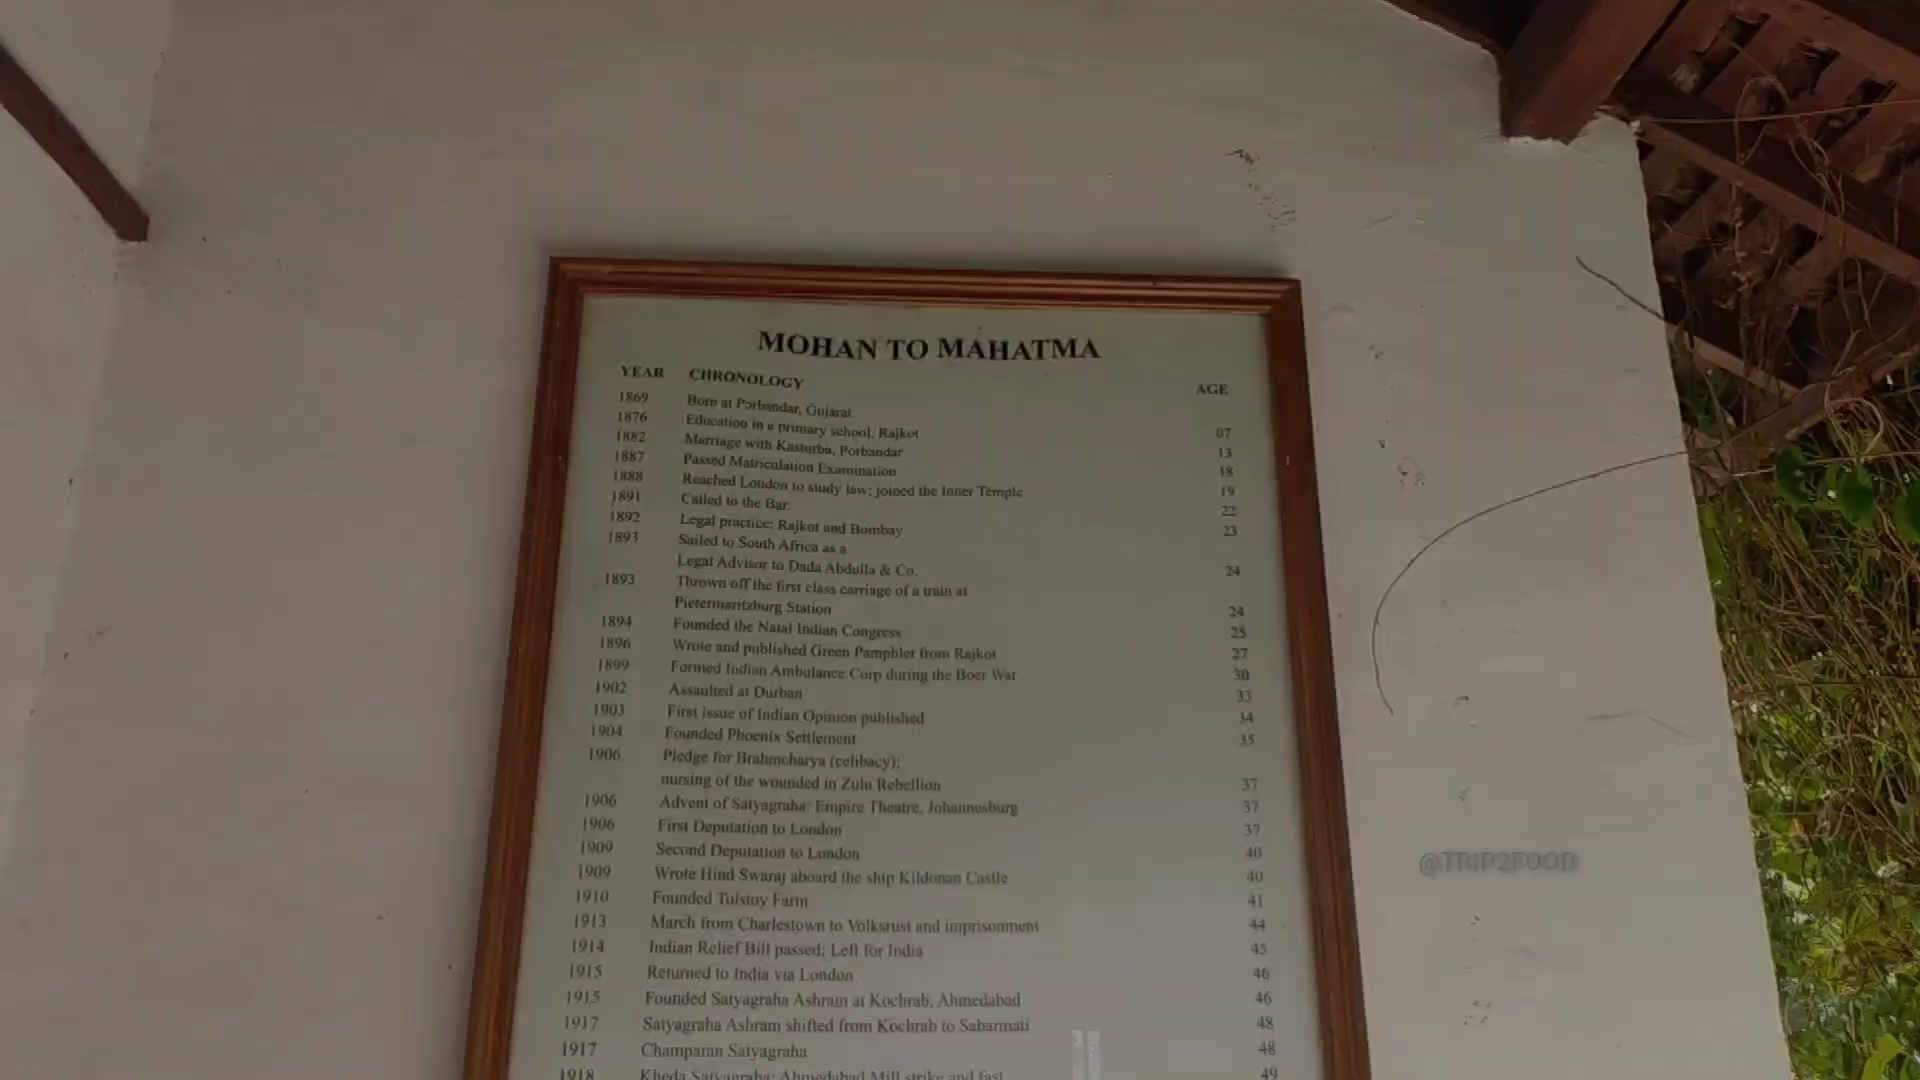 MOHAN TO MAHATMA
YEAR CHRONOLOGY AGE
1869 Born at Porbandar, Gujarat
1876 Education in a primary school, Rajkot 07
1882 Marriage with Kasturba, Porbandar 13
1887 Passed Matriculation Examination 18
1888 Reached London to study law; joined the Inner Temple 19
1891 Called to the Bar. 22
1892 Legal practice: Rajkot and Bombay 23
1893 Sailed to South Africa as a
Legal Advisor to Dada Abdulla & Co. 24
1893 Thrown off the first class carriage of a train at
Pietermaritzburg Station 24
1894 Founded the Natal Indian Congress 25
1896 Wrote and published Green Pamphlet from Rajkot 27
1899 Formed Indian Ambulance Corp during the Boer War 30
1902 Assaulted at Durban 33
1903 First issue of Indian Opinion published 34
1904 Founded Phoenix Settlement 35
1906 Pledge for Brahmcharya (celibacy);
nursing of the wounded in Zulu Rebellion 37
1906 Advent of Satyagraha: Empire Theatre, Johannesburg 37
1906 First Deputation to London 37
1909 Second Deputation to London 40
1909 Wrote Hind Swaraj aboard the ship Kildonan Castle 40
1910 Founded Tulstoy Farm 41
1913 March from Charlestown to Volksrust and imprisonment 44
1914 Indian Relief Bill passed; Left for India 45
1915 Returned to India via London 46
1915 Founded Satyagraha Ashram at Kochrab, Ahmedabad 46
1917 Satyagraha Ashram shifted from Kochrab to Sabarmati 48
1917 Champaran Satyagraha 48
1918 Kheda Satyagraha: Ahmedabad Mill strike and fast 49
@TRIP2FOOD